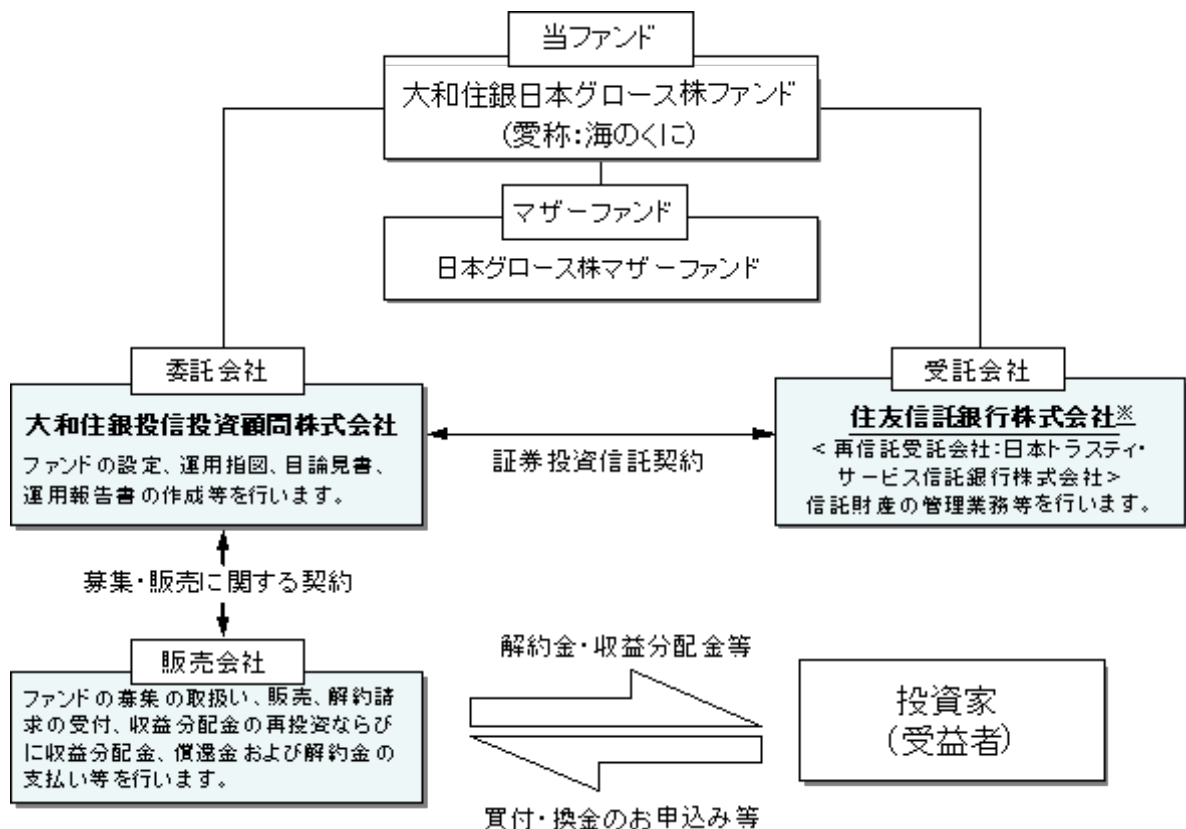 当ファンド
大和住銀日本グロース株ファンド
（愛称：海のくに）
マザーファンド
日本グロース株マザーファンド
委託会社
大和住銀投信投資顧問株式会社
ファンドの設定、運用指図、目論見書、
運用報告書の作成等を行います。
証券投資信託契約
受託会社
住友信託銀行株式会社※
＜再信託受託会社：日本トラスティ・
サービス信託銀行株式会社＞
信託財産の管理業務等を行います。
募集・販売に関する契約
販売会社
ファンドの募集の取扱い、販売、解約請
求の受付、収益分配金の再投資ならび
に収益分配金、償還金および解約金の
支払い等を行います。
解約金・収益分配金等
買付・換金のお申込み等
投資家
（受益者）